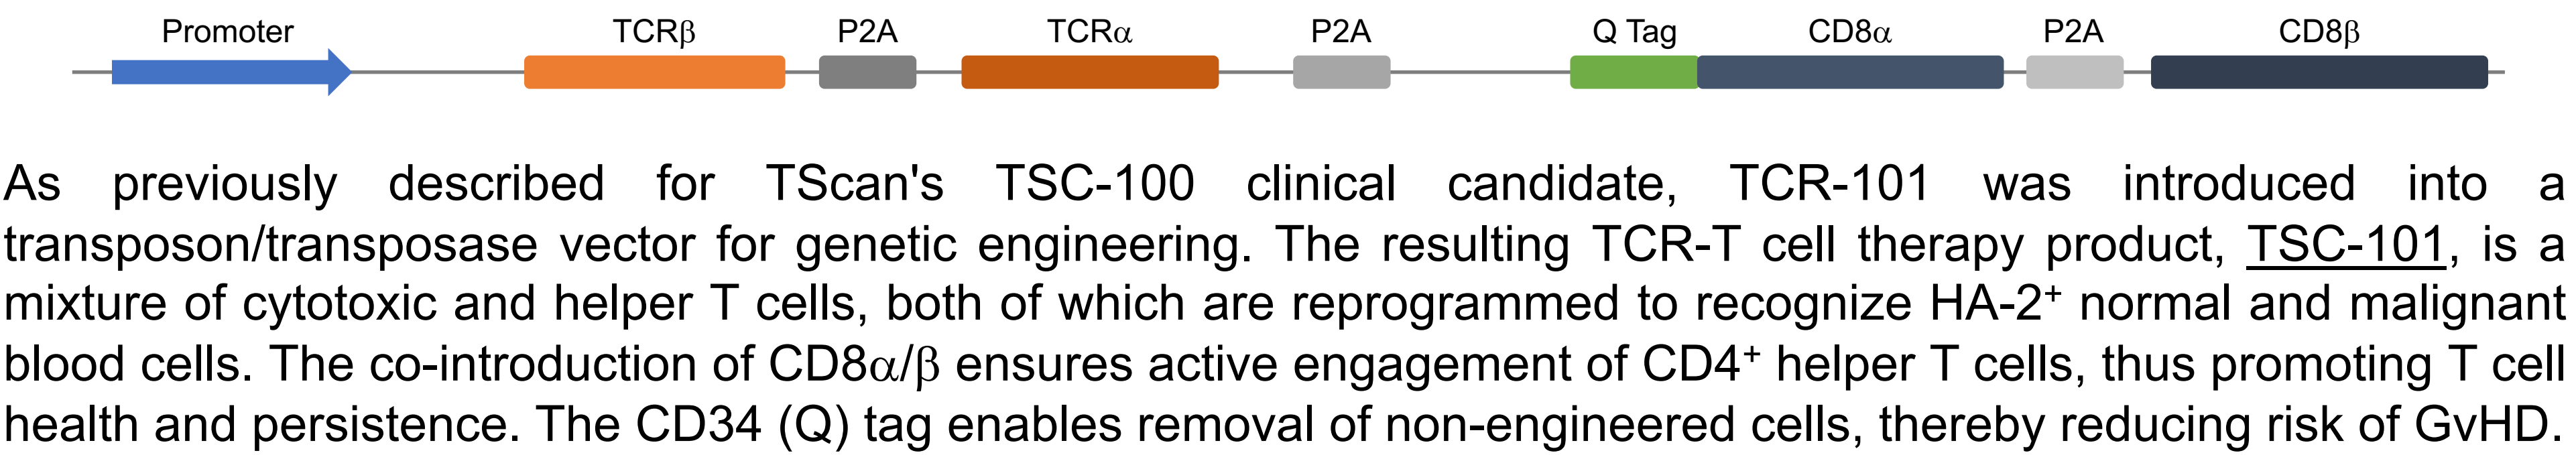 Promoter TCRβ P2A TCRα P2A Q Tag CD8α P2A CD8β
As previously described for TScan's TSC-100 clinical candidate, TCR-101 was introduced into a
transposon/transposase vector for genetic engineering. The resulting TCR-T cell therapy product, TSC-101, is a
mixture of cytotoxic and helper T cells, both of which are reprogrammed to recognize HA-2⁺ normal and malignant
blood cells. The co-introduction of CD8α/β ensures active engagement of CD4⁺ helper T cells, thus promoting T cell
health and persistence. The CD34 (Q) tag enables removal of non-engineered cells, thereby reducing risk of GvHD.